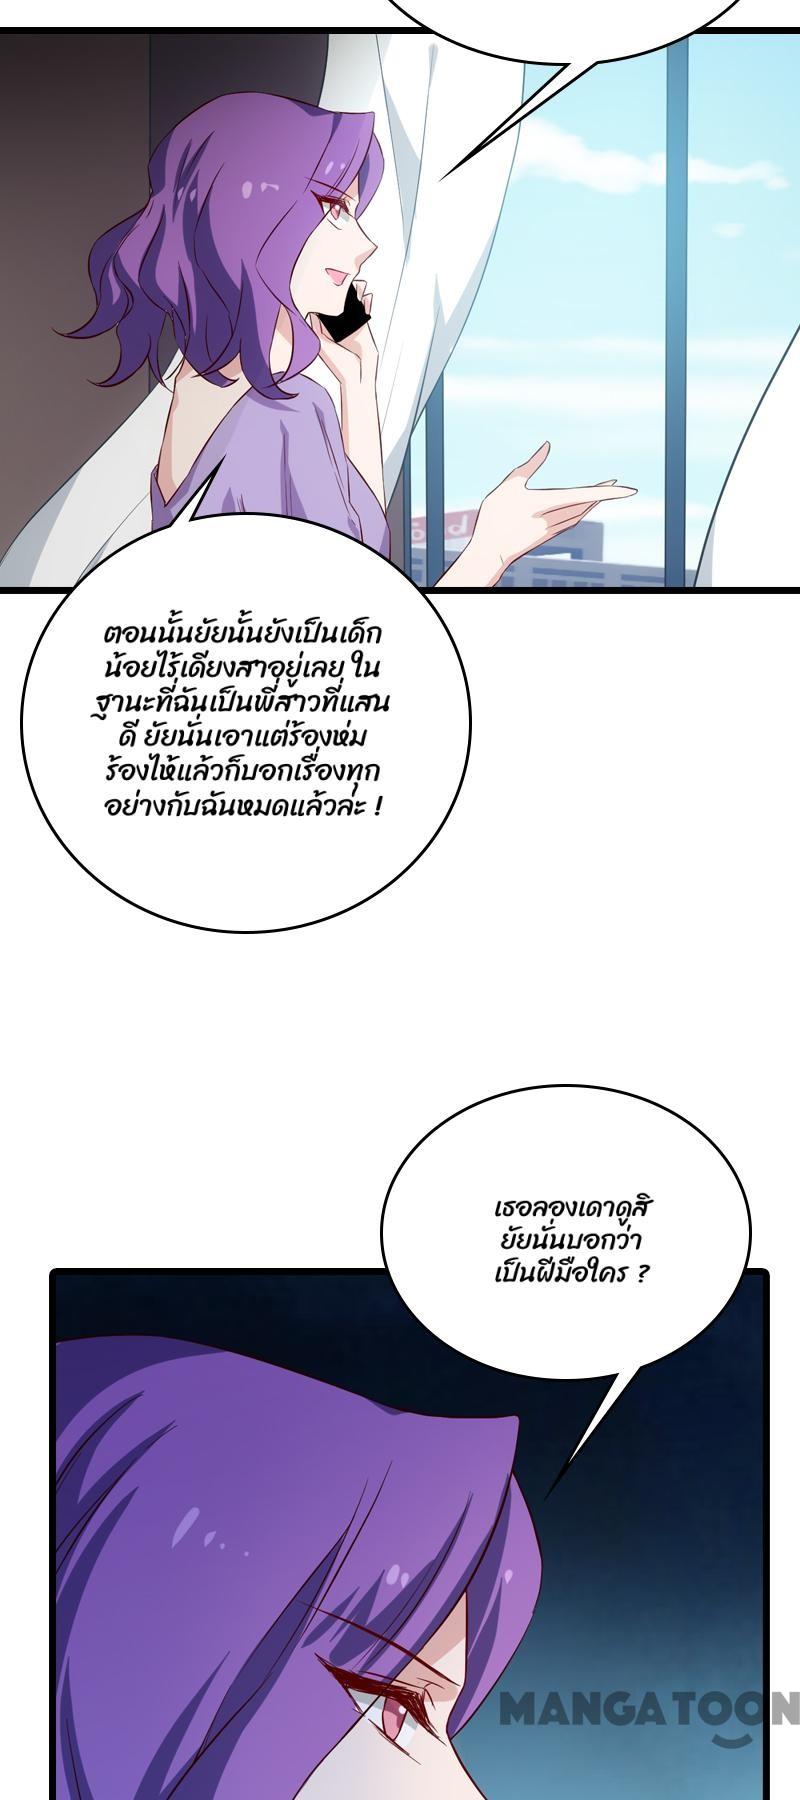 od
ตอนนั้นยัยนั้นยังเป็นเด็ก
น้อยไร้เดียงสาอยู่เลย ใน
ฐานะที่ฉันเป็นพี่สาวที่แสน
ดี ยัยนั่นเอาแต่ร้องห่ม
ร้องไห้แล้วก็บอกเรื่องทุก
อย่างกับฉันหมดแล้วล่ะ !
เธอลองเดาดูสิ
ยัยนั่นบอกว่า
เป็นฝีมือใคร ?
MANGATOON